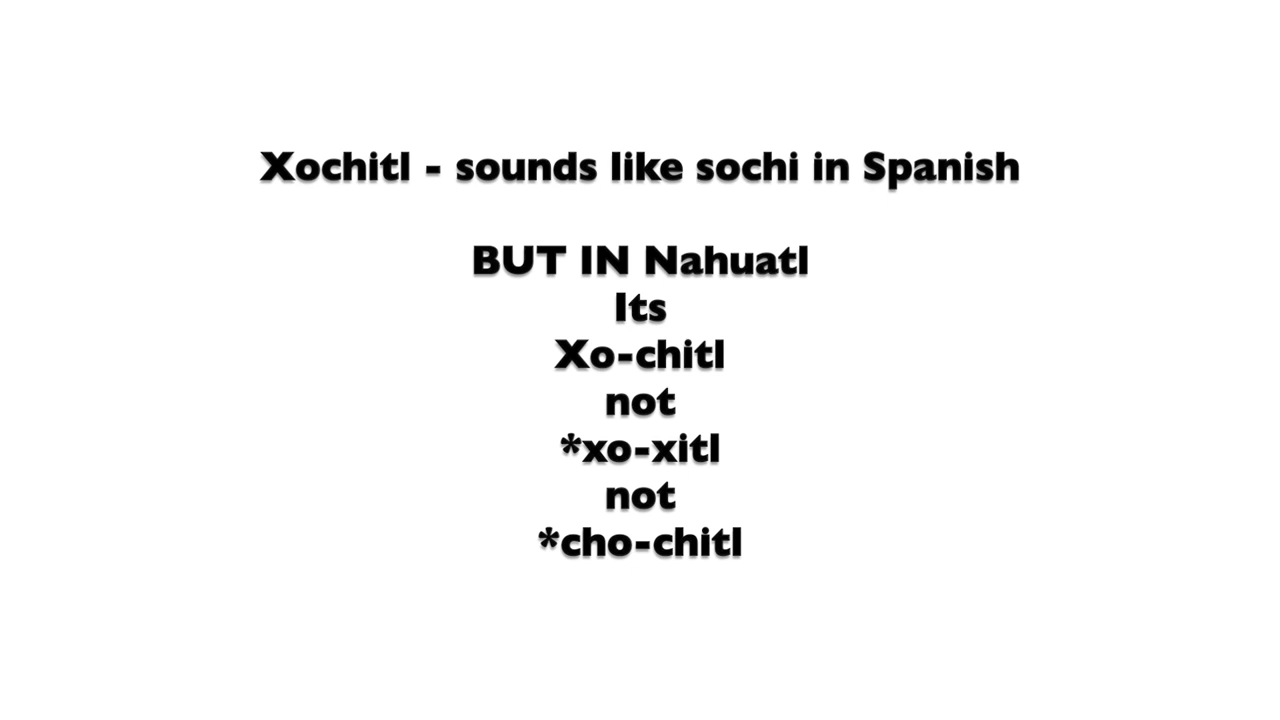 Xochitl - sounds like sochi in Spanish
BUT IN Nahuatl
Its
Xo-chitl
not
*xo-xitl
not
*cho-chitl